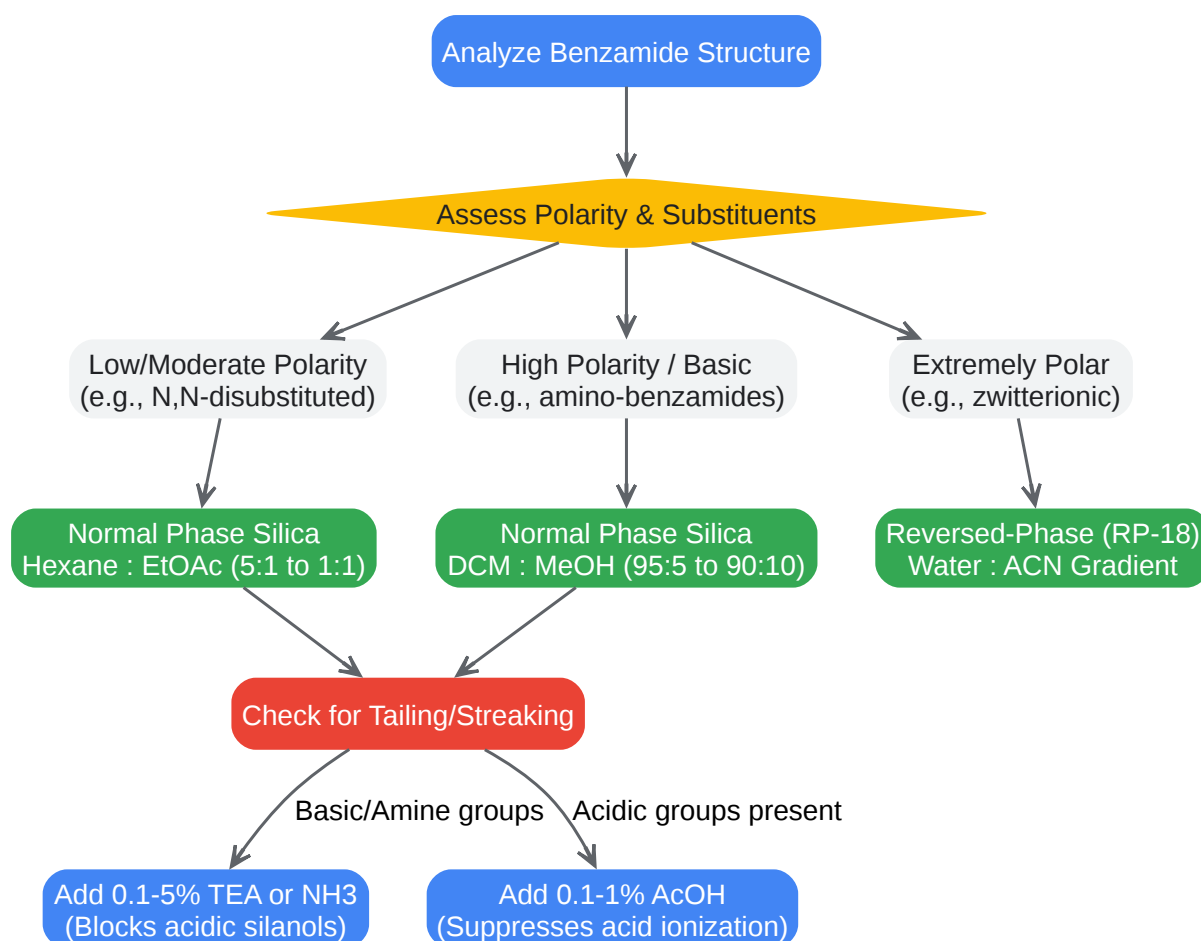 Analyze Benzamide Structure
Assess Polarity & Substituents
Low/Moderate Polarity
(e.g., N,N-disubstituted)
High Polarity / Basic
(e.g., amino-benzamides)
Extremely Polar
(e.g., zwitterionic)
Normal Phase Silica
Hexane : EtOAc (5:1 to 1:1)
Normal Phase Silica
DCM : MeOH (95:5 to 90:10)
Reversed-Phase (RP-18)
Water : ACN Gradient
Check for Tailing/Streaking
Basic/Amine groups
Acidic groups present
Add 0.1-5% TEA or NH3
(Blocks acidic silanols)
Add 0.1-1% AcOH
(Suppresses acid ionization)